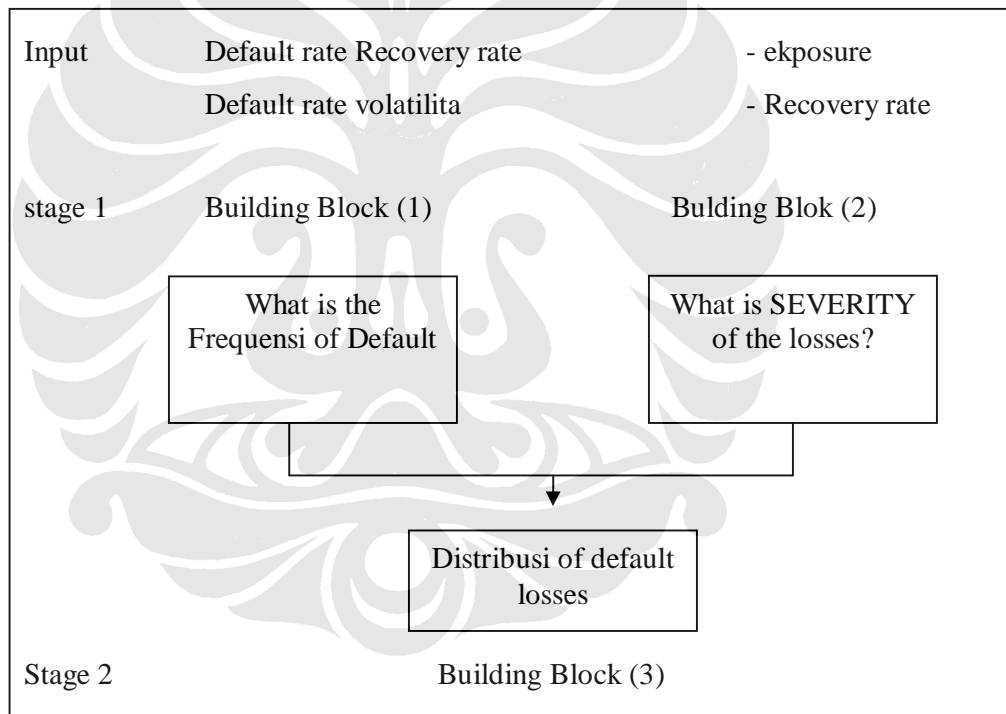 Input Default rate Recovery rate - ekposure
Default rate volatilita - Recovery rate
stage 1 Building Block (1) Bulding Blok (2)
What is the
Frequensi of Default
What is SEVERITY
of the losses?
Distribusi of default
losses
Stage 2 Building Block (3)